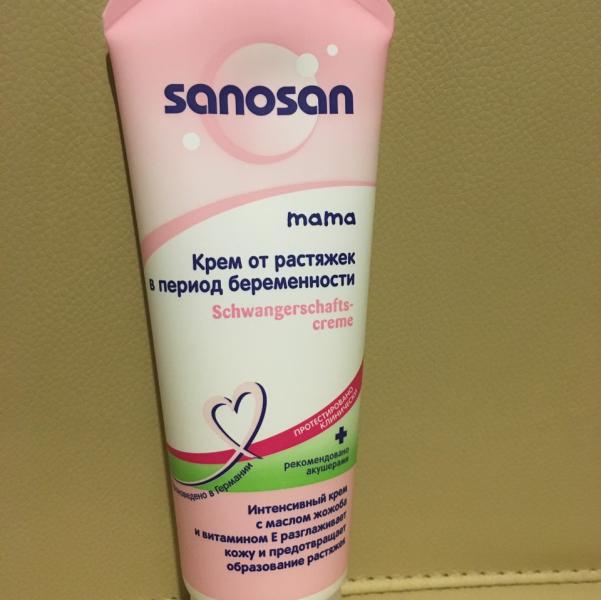 sanosan
mama
Крем от растяжек
в период беременности
Schwangerschafts-
creme
ПРОТЕСТИРОВАНО
КЛИНИЧЕСКИ
рекомендовано
акушерами
в Германии
Интенсивный крем
с маслом жожоба
и витамином Е разглаживает
кожу и предотвращает
образование растяжек